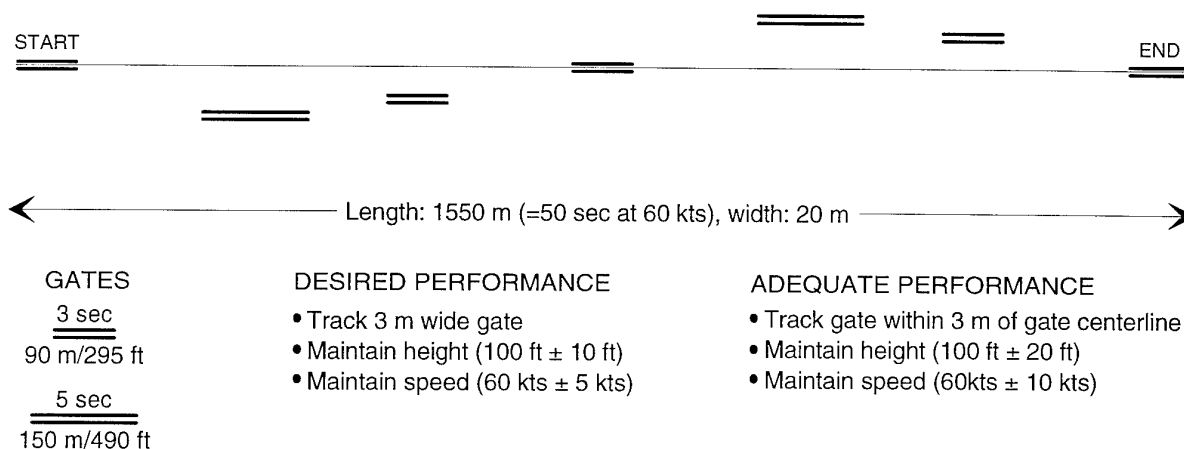 START
END
Length: 1550 m (=50 sec at 60 kts), width: 20 m
GATES
3 sec
90 m/295 ft
5 sec
150 m/490 ft
DESIRED PERFORMANCE
• Track 3 m wide gate
• Maintain height (100 ft ± 10 ft)
• Maintain speed (60 kts ± 5 kts)
ADEQUATE PERFORMANCE
• Track gate within 3 m of gate centerline
• Maintain height (100 ft ± 20 ft)
• Maintain speed (60kts ± 10 kts)